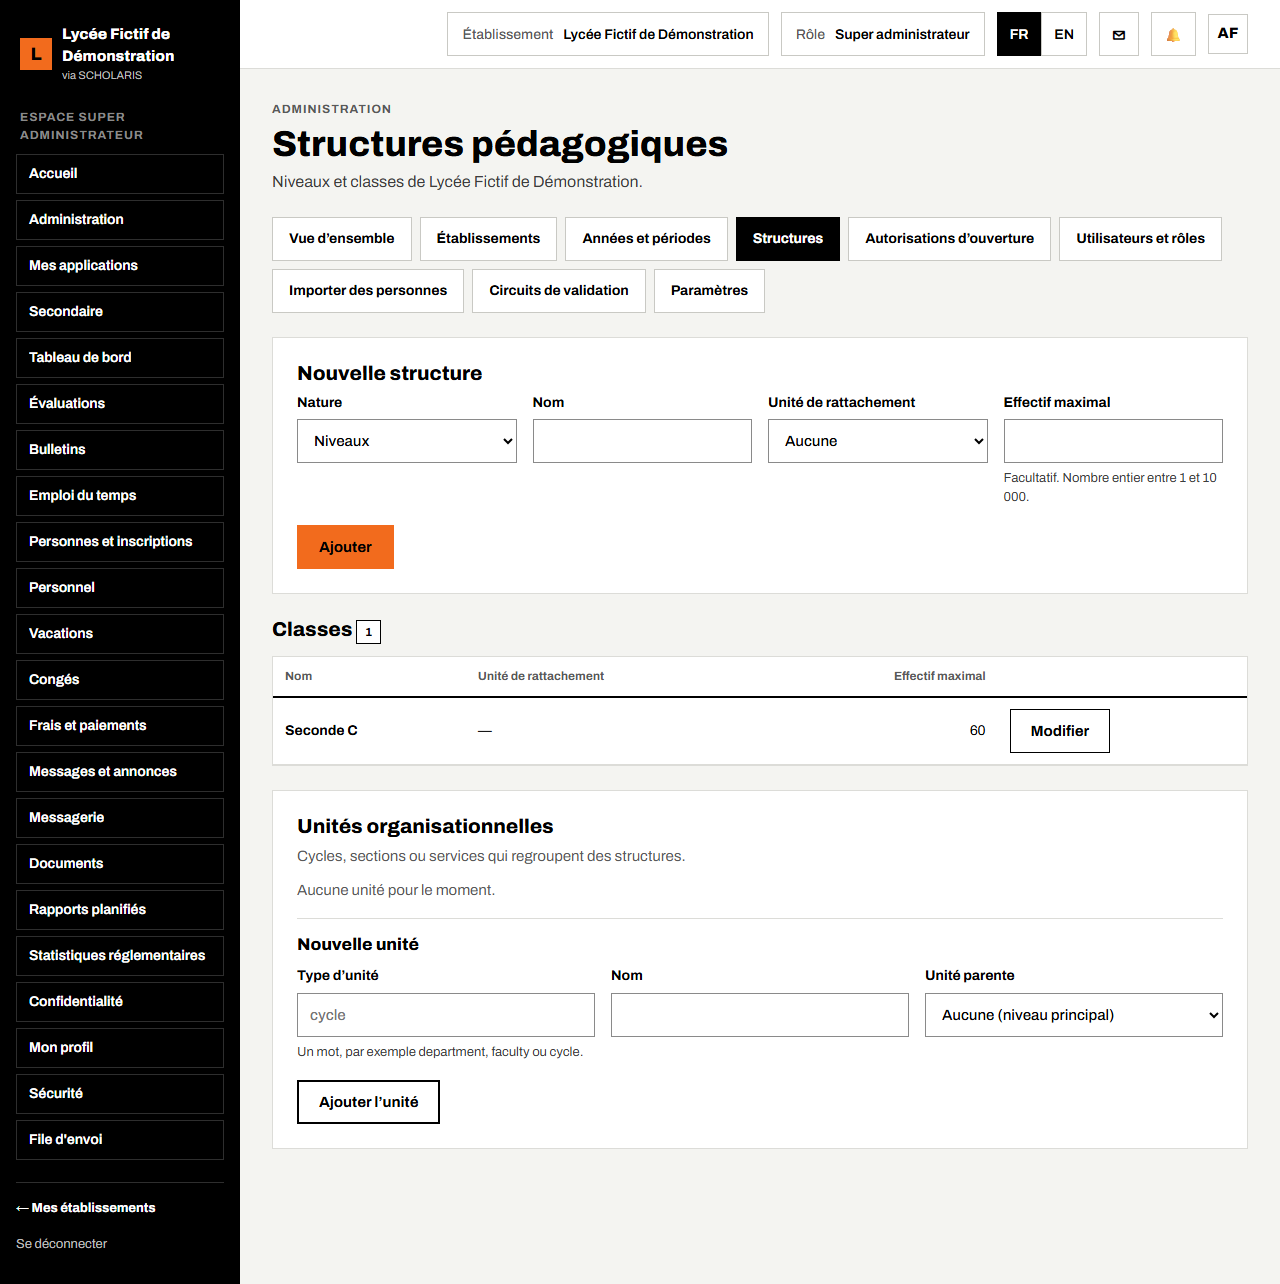 L
Lycée Fictif de
Démonstration
via SCHOLARIS
ESPACE SUPER
ADMINISTRATEUR
Accueil
Administration
Mes applications
Secondaire
Tableau de bord
Évaluations
Bulletins
Emploi du temps
Personnes et inscriptions
Personnel
Vacations
Congés
Frais et paiements
Messages et annonces
Messagerie
Documents
Rapports planifiés
Statistiques réglementaires
Confidentialité
Mon profil
Sécurité
File d'envoi
← Mes établissements
Se déconnecter
Établissement Lycée Fictif de Démonstration
Rôle Super administrateur
FR EN
AF
ADMINISTRATION
Structures pédagogiques
Niveaux et classes de Lycée Fictif de Démonstration.
Vue d’ensemble Établissements Années et périodes Structures Autorisations d’ouverture Utilisateurs et rôles
Importer des personnes Circuits de validation Paramètres
Nouvelle structure
Nature Nom Unité de rattachement Effectif maximal
Niveaux Aucune
Facultatif. Nombre entier entre 1 et 10
000.
Ajouter
Classes 1
Nom Unité de rattachement Effectif maximal
Seconde C — 60 Modifier
Unités organisationnelles
Cycles, sections ou services qui regroupent des structures.
Aucune unité pour le moment.
Nouvelle unité
Type d’unité Nom Unité parente
cycle Aucune (niveau principal)
Un mot, par exemple department, faculty ou cycle.
Ajouter l’unité